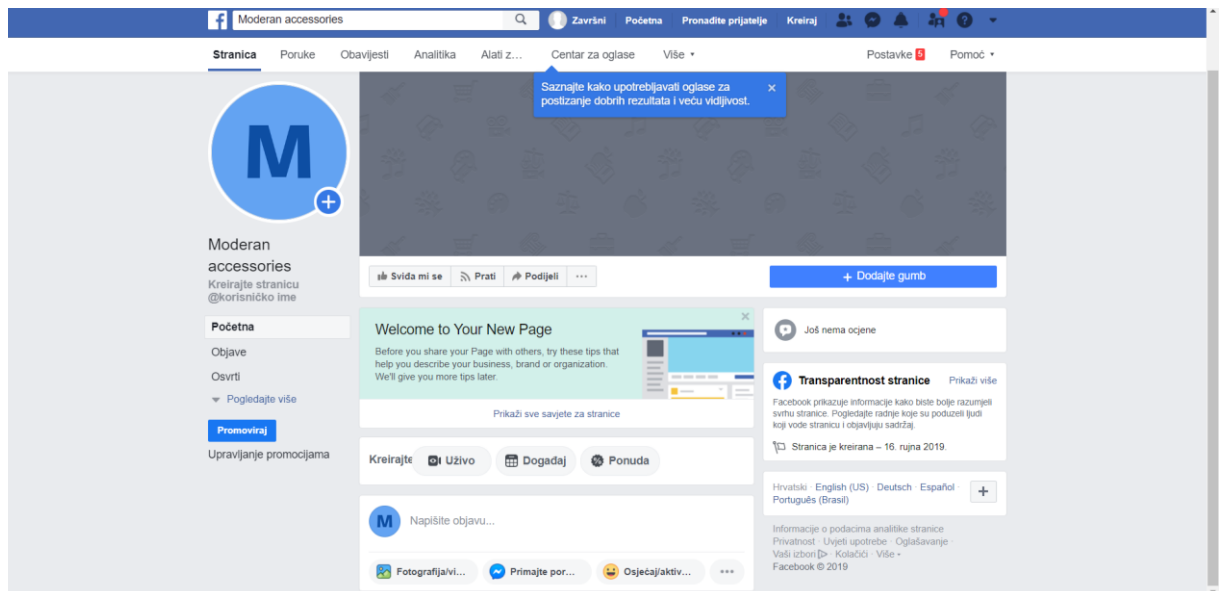 Moderan accessories
Završni Početna Pronađite prijatelje Kreiraj
Stranica Poruke Obavijesti Analitika Alati z... Centar za oglase Više Postavke 5 Pomoć
Saznajte kako upotrebljavati oglase za
postizanje dobrih rezultata i veću vidljivost.
M
Moderan
accessories
Kreirajte stranicu
@korisničko ime
Početna
Objave
Osvrti
Pogledajte više
Promoviraj
Upravljanje promocijama
Sviđa mi se Prati Podijeli ...
+ Dodajte gumb
Welcome to Your New Page
Before you share your Page with others, try these tips that
help you describe your business, brand or organization.
We'll give you more tips later.
Prikaži sve savjete za stranice
Kreirajte Uživo Događaj Ponuda
M Napišite objavu...
Fotografija/vi... Primajte por... Osjećaj/aktiv... ...
Još nema ocjene
Transparentnost stranice Prikaži više
Facebook prikazuje informacije kako biste bolje razumjeli
svrhu stranice. Pogledajte radnje koje su poduzeli ljudi
koji vode stranicu i objavljuju sadržaj.
Stranica je kreirana – 16. rujna 2019.
Hrvatski · English (US) · Deutsch · Español ·
Português (Brasil)
Informacije o podacima analitike stranice
Privatnost · Uvjeti upotrebe · Oglašavanje ·
Vaši izbori · Kolačići · Više
Facebook © 2019